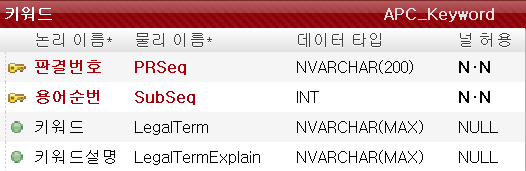 키워드 APC_Keyword
논리 이름* 물리 이름* 데이터 타입 널 허용
판결번호 PRSeq NVARCHAR(200) N·N
용어순번 SubSeq INT N·N
키워드 LegalTerm NVARCHAR(MAX) NULL
키워드설명 LegalTermExplain NVARCHAR(MAX) NULL